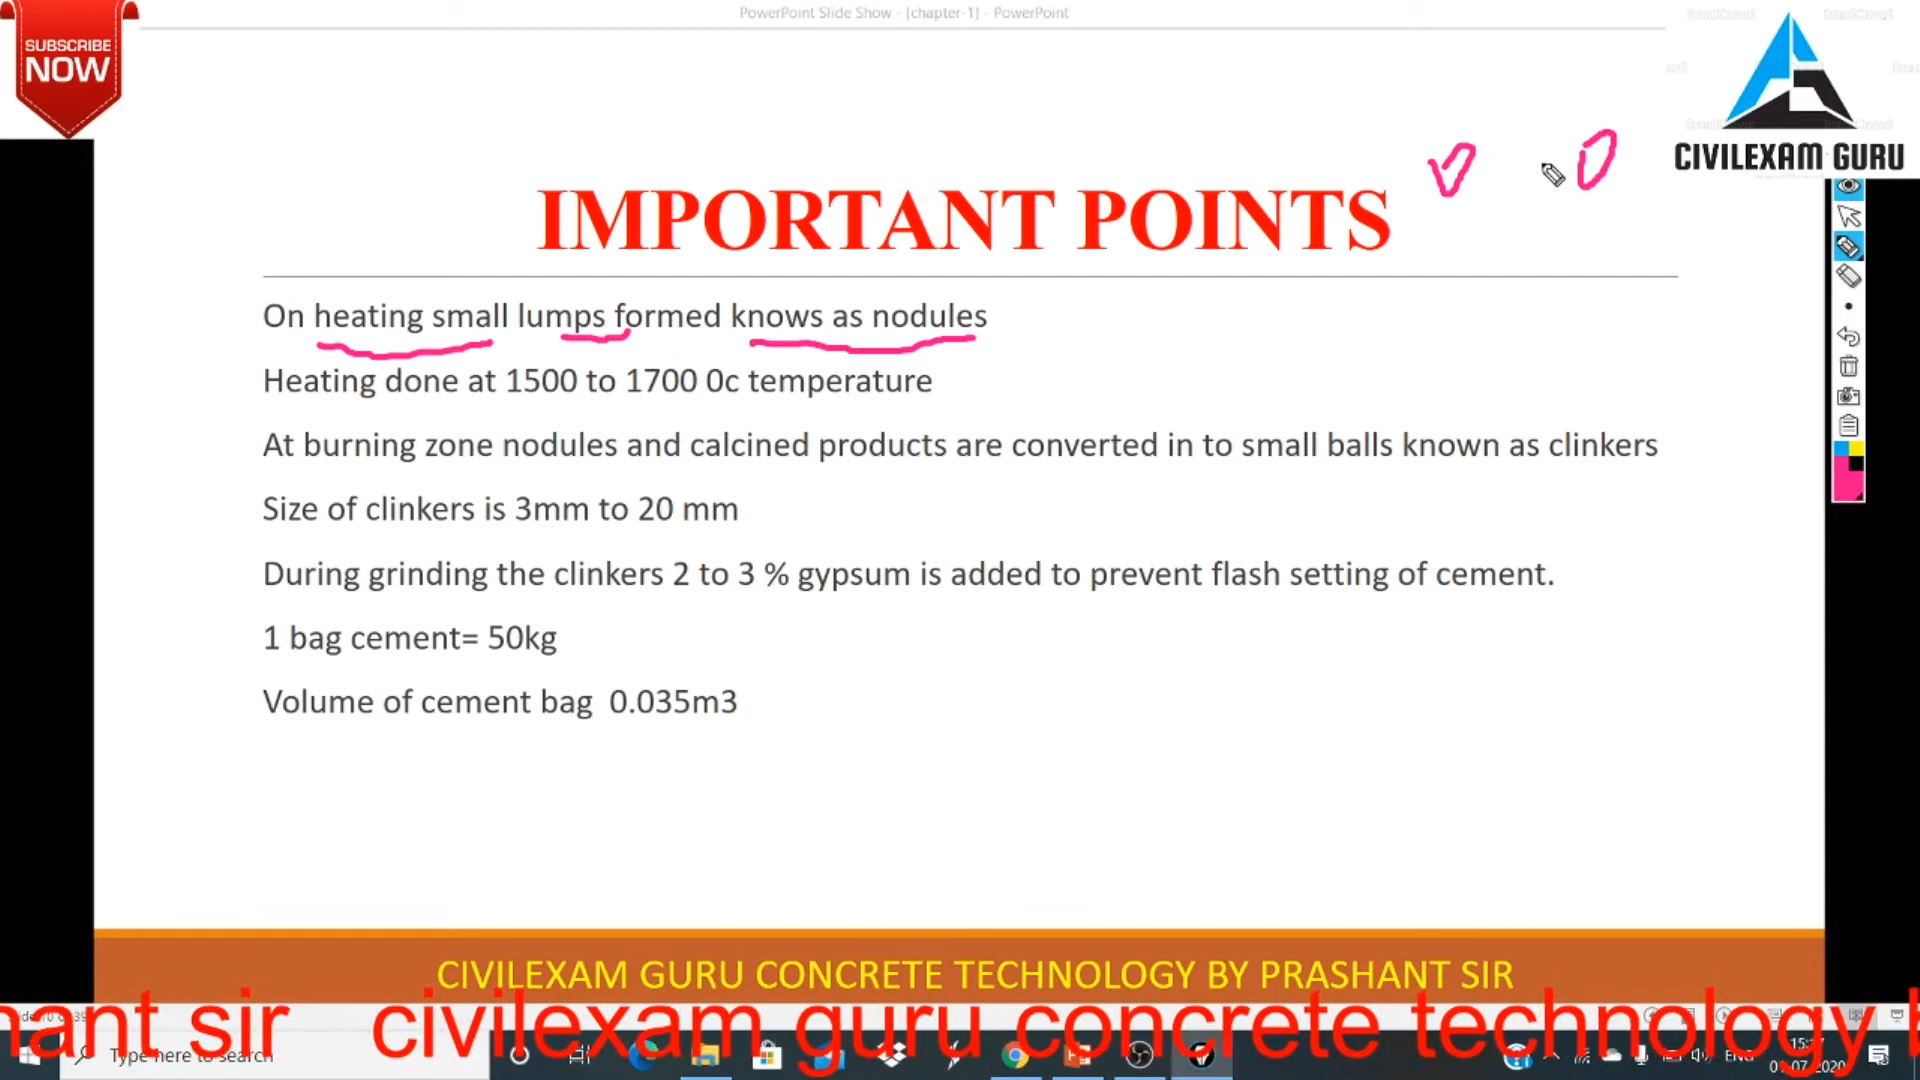 PowerPoint Slide Show - [chapter-1] - PowerPoint
SUBSCRIBE
NOW
CIVILEXAM GURU
IMPORTANT POINTS
On heating small lumps formed knows as nodules
Heating done at 1500 to 1700 0c temperature
At burning zone nodules and calcined products are converted in to small balls known as clinkers
Size of clinkers is 3mm to 20 mm
During grinding the clinkers 2 to 3 % gypsum is added to prevent flash setting of cement.
1 bag cement= 50kg
Volume of cement bag 0.035m3
CIVILEXAM GURU CONCRETE TECHNOLOGY BY PRASHANT SIR
sir civilexam guru concrete technology
Type here to search
ENG